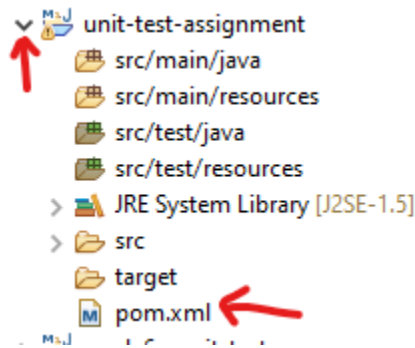 unit-test-assignment
src/main/java
src/main/resources
src/test/java
src/test/resources
JRE System Library [J2SE-1.5]
src
target
pom.xml